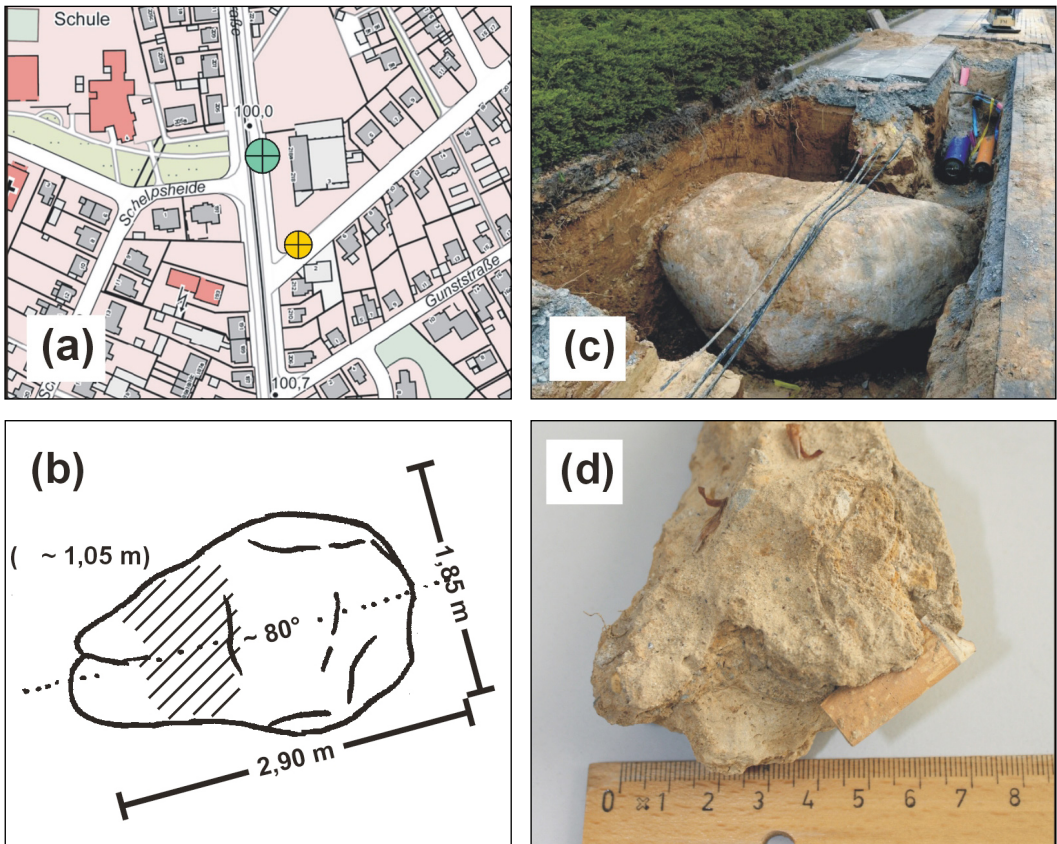 Schule
100,0
Schelpsheide
Gunststraße
100,7
(a)
(c)
(b)
( ~ 1,05 m)
1,85 m
~ 80°
2,90 m
(d)
0 1 2 3 4 5 6 7 8